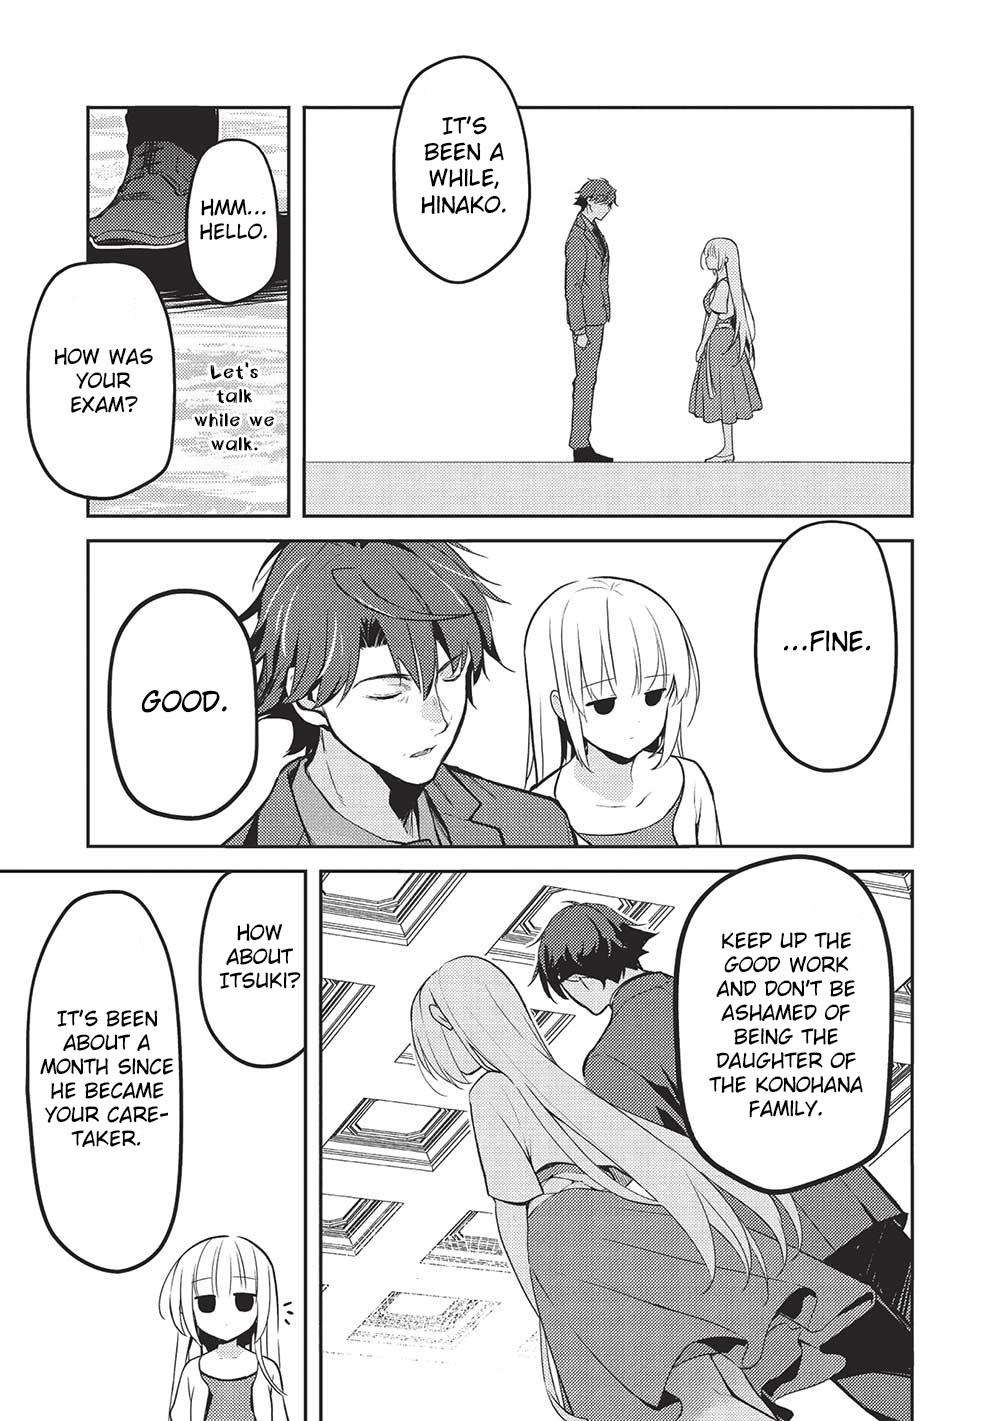 IT'S
BEEN A
WHILE,
HINAKO.
HMM...
HELLO.
Let's
talk
while we
walk.
HOW WAS
YOUR
EXAM?
...FINE.
GOOD.
KEEP UP THE
GOOD WORK
AND DON'T BE
ASHAMED OF
BEING THE
DAUGHTER OF
THE KONOHANA
FAMILY.
HOW
ABOUT
ITSUKI?
IT'S BEEN
ABOUT A
MONTH SINCE
HE BECAME
YOUR CARE-
TAKER.